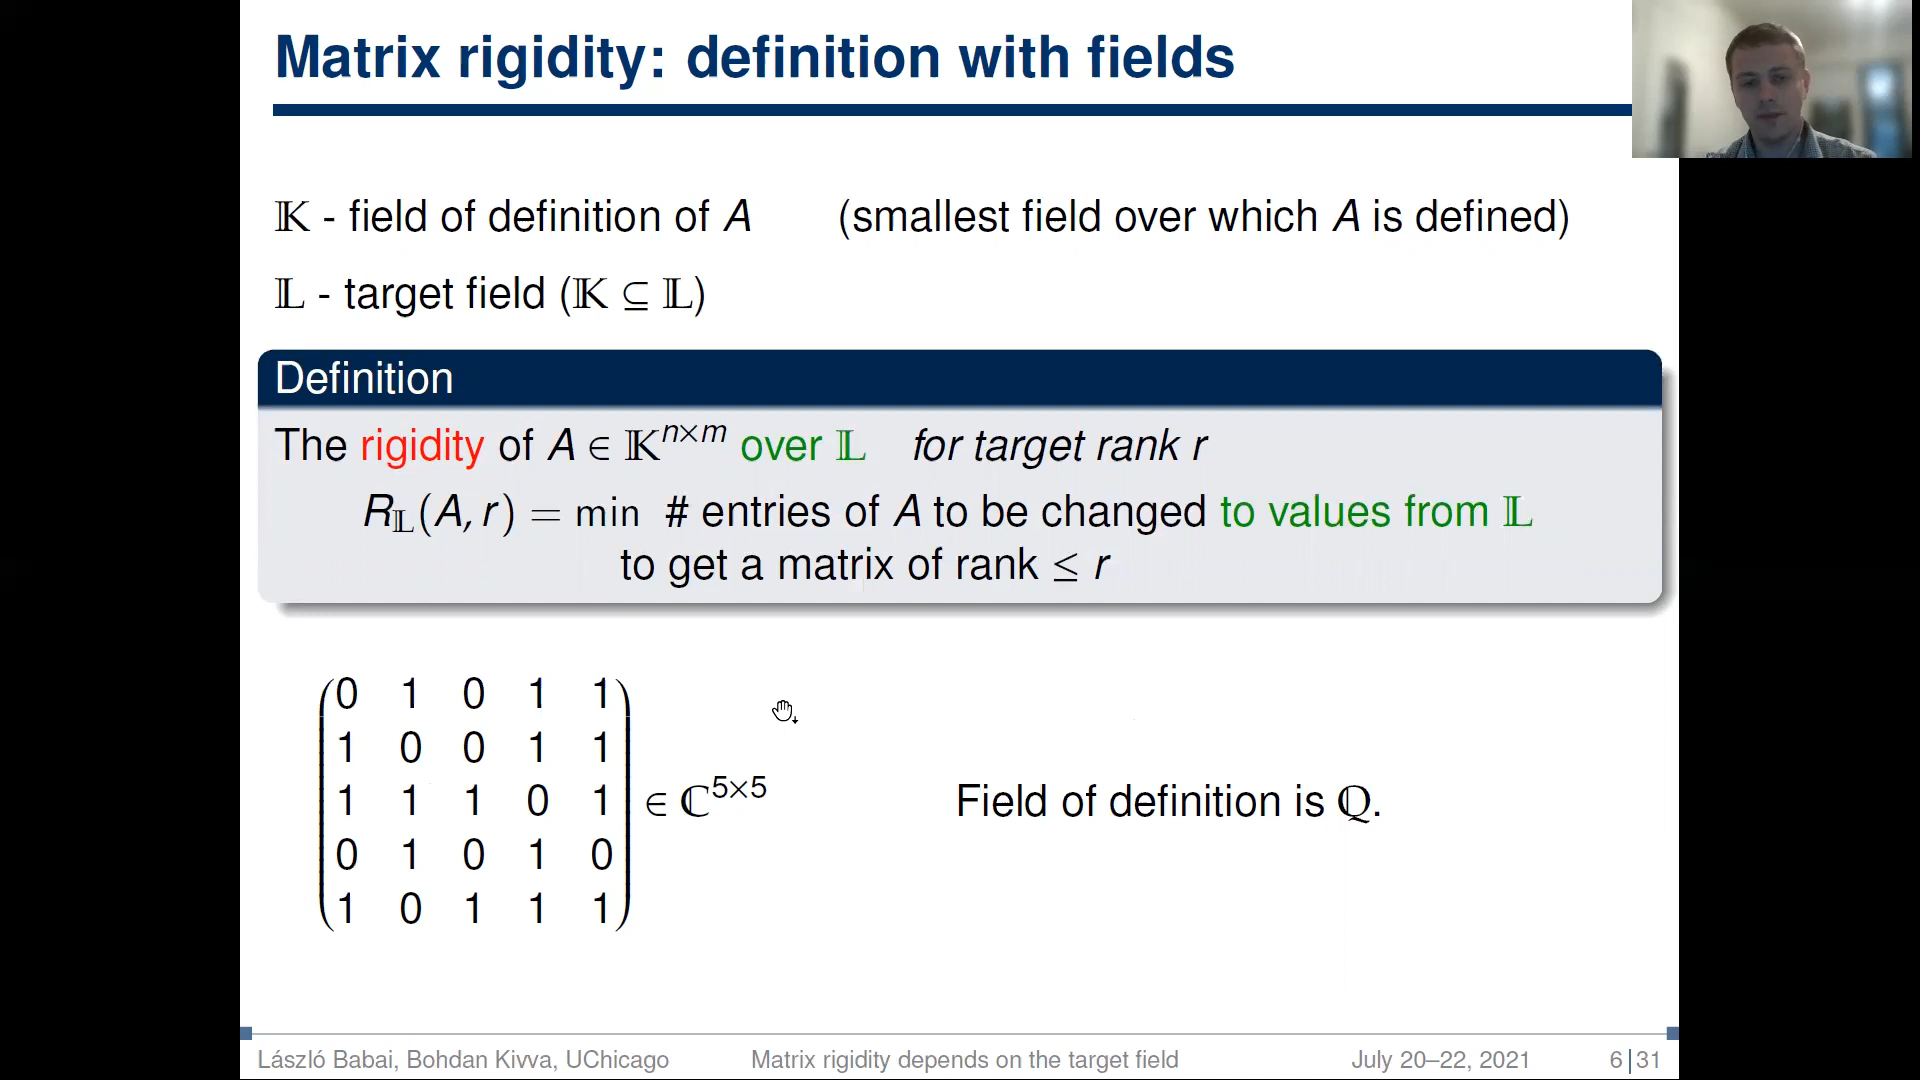 Matrix rigidity: definition with fields
𝕂 - field of definition of A (smallest field over which A is defined)
𝕃 - target field (𝕂 ⊆ 𝕃)
Definition
The rigidity of A ∈ 𝕂^{n×m} over 𝕃 for target rank r
R_𝕃(A, r) = min # entries of A to be changed to values from 𝕃
to get a matrix of rank ≤ r
0 1 0 1 1
1 0 0 1 1
1 1 1 0 1 ∈ ℂ^{5×5} Field of definition is ℚ.
0 1 0 1 0
1 0 1 1 1
László Babai, Bohdan Kivva, UChicago Matrix rigidity depends on the target field July 20–22, 2021 6|31